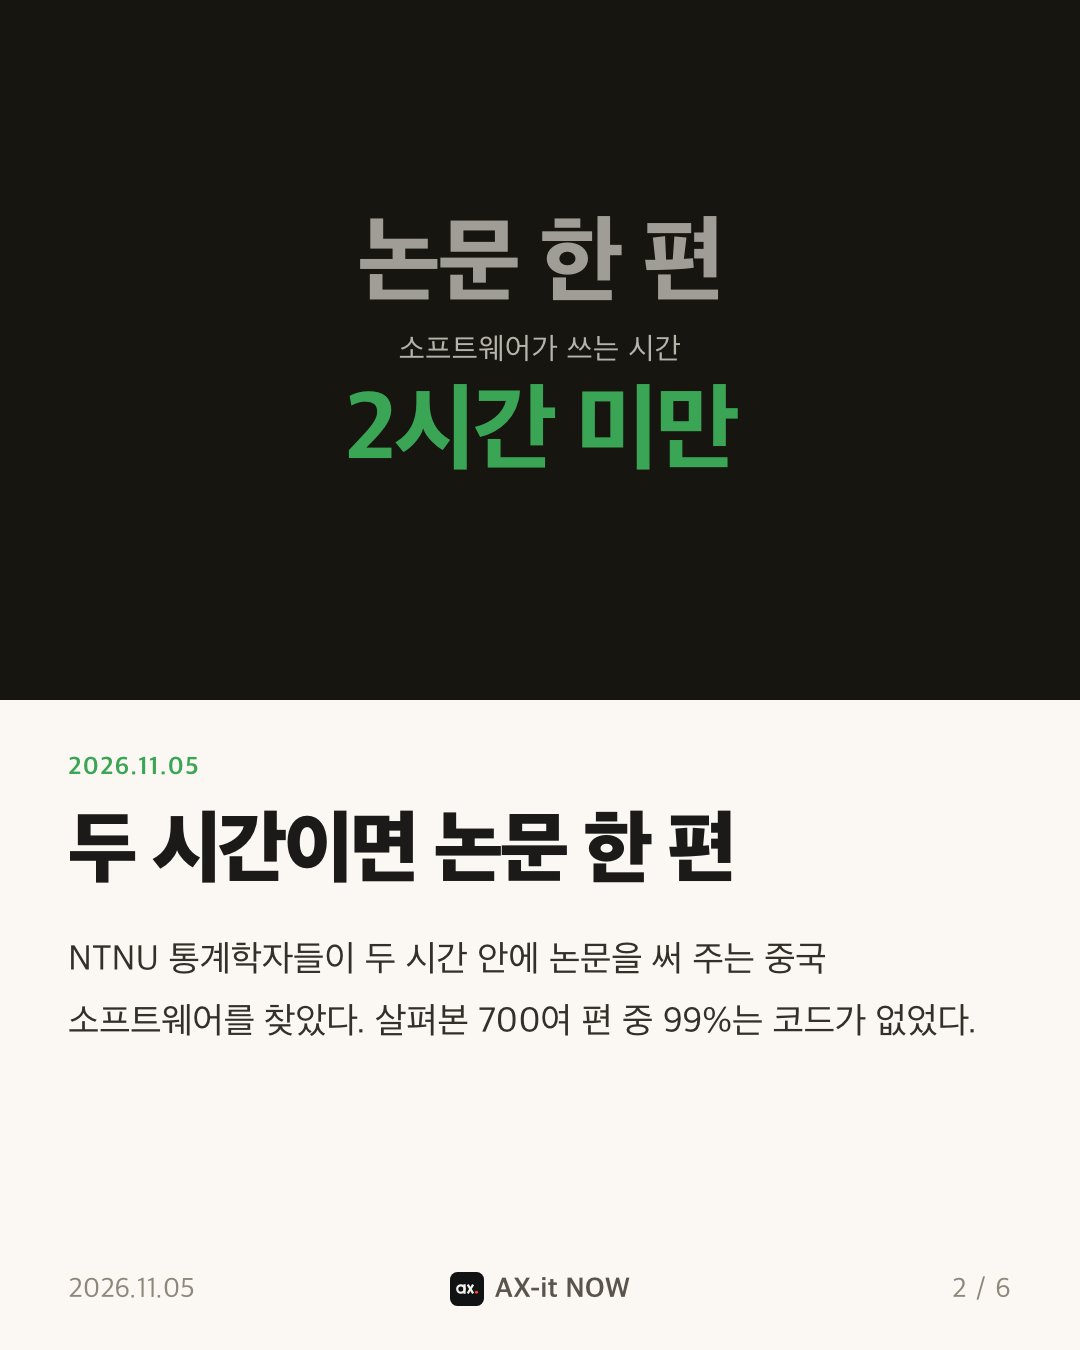 논문 한 편
소프트웨어가 쓰는 시간
2시간 미만
2026.11.05
두 시간이면 논문 한 편
NTNU 통계학자들이 두 시간 안에 논문을 써 주는 중국
소프트웨어를 찾았다. 살펴본 700여 편 중 99%는 코드가 없었다.
2026.11.05
ax. AX-it NOW
2 / 6